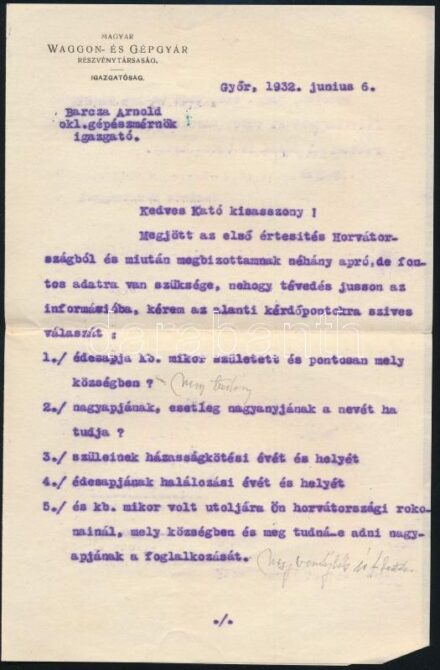 MAGYAR
WAGGON- ÉS GÉPGYÁR
RÉSZVÉNYTÁRSASÁG.
IGAZGATÓSÁG.
Győr, 1932. junius 6.
Barcza Arnold
okl.gépészmérnök
igazgató.
Kedves Kató kisasszony !
Megjött az első értesités Horvátor-
szágból és miután megbizottamnak néhány apró,de fon-
tos adatra van szüksége, nehogy tévedés jusson az
információba, kérem az alanti kérdőpontokra szives
válaszát :
1./ édesapja kb. mikor született és pontosan mely
községben ?
2./ nagyapjának, esetleg nagyanyjának a nevét ha
tudja ?
3./ szüleinek házasságkötési évét és helyét
4./ édesapjának halálozási évét és helyét
5./ és kb. mikor volt utoljára ön horvátországi roko-
nainál, mely községben és meg tudná-e adni nagy-
apjának a foglalkozását.
./.
darabanth